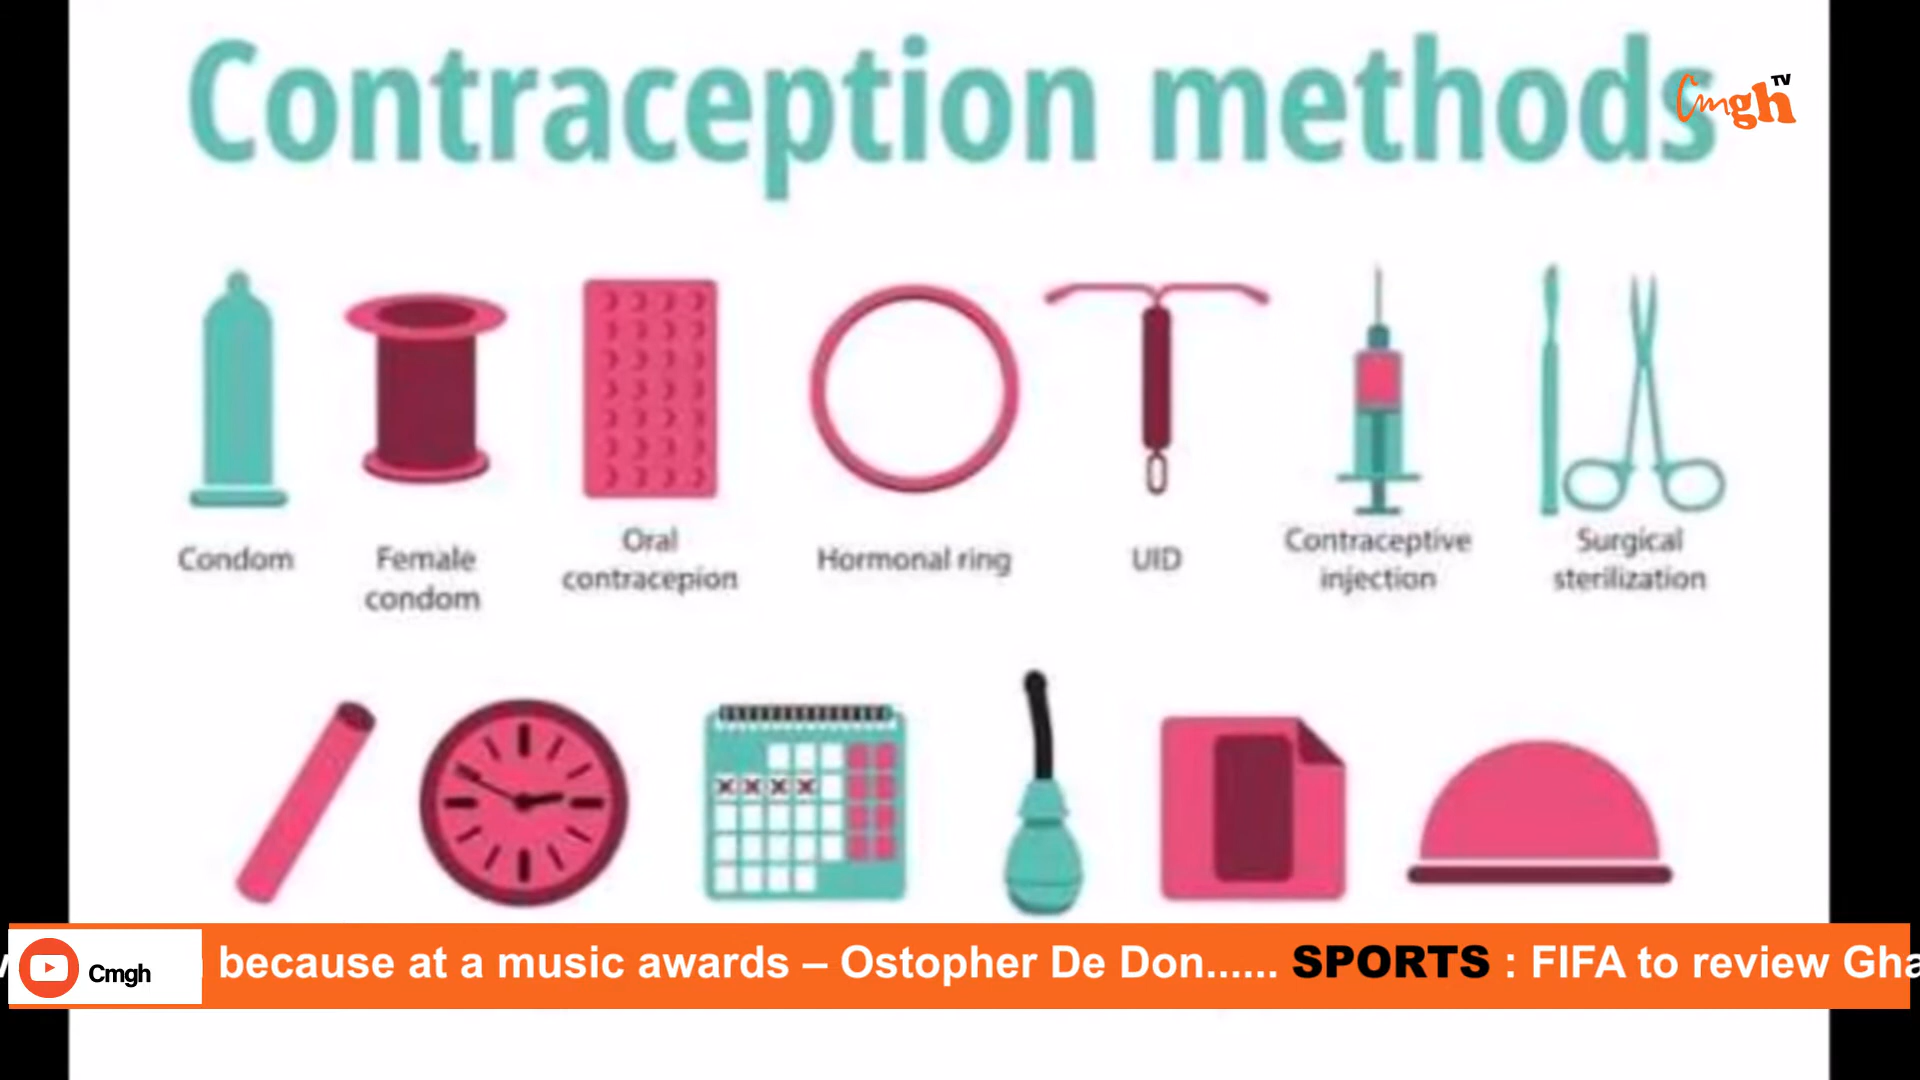 Contraception methods
Cmgh TV
Condom
Female
condom
Oral
contracepion
Hormonal ring
UID
Contraceptive
injection
Surgical
sterilization
Cmgh
because at a music awards – Ostopher De Don...... SPORTS : FIFA to review Gha